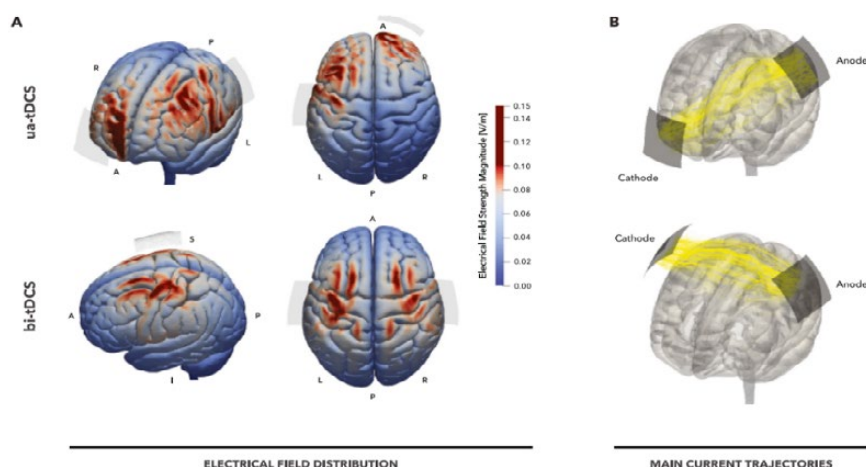 A
B
P
R
L
A
ua-tDCS
A
L
R
P
Electrical Field Strength Magnitude [V/m]
0.15
0.14
0.12
0.10
0.08
0.06
0.04
0.02
0.00
Anode
Cathode
bi-tDCS
S
A
P
I
A
L
R
P
Cathode
Anode
ELECTRICAL FIELD DISTRIBUTION
MAIN CURRENT TRAJECTORIES